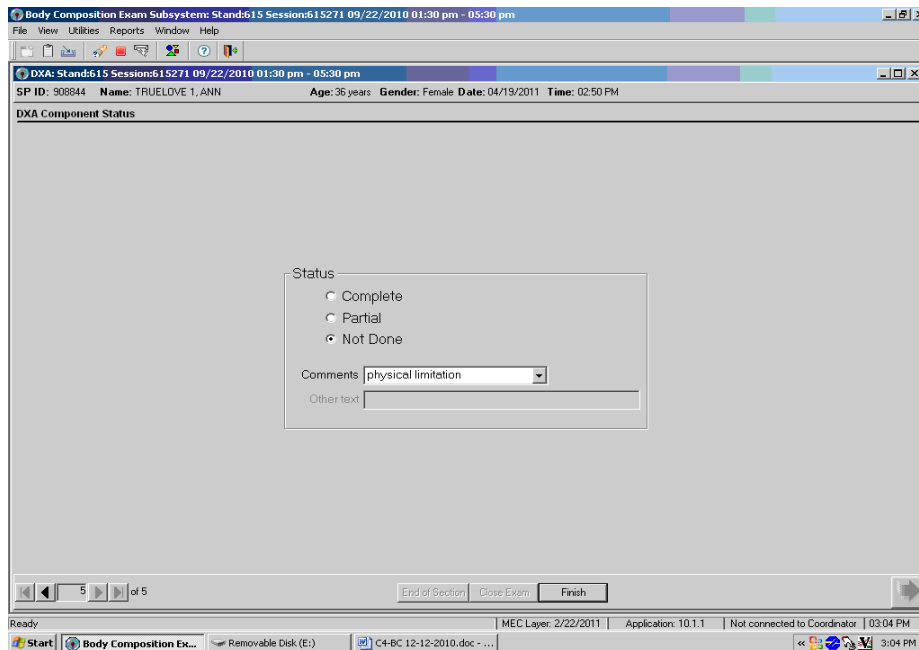 Body Composition Exam Subsystem: Stand:615 Session:615271 09/22/2010 01:30 pm - 05:30 pm
File View Utilities Reports Window Help
DXA: Stand:615 Session:615271 09/22/2010 01:30 pm - 05:30 pm
SP ID: 908844 Name: TRUELOVE 1, ANN Age: 36 years Gender: Female Date: 04/19/2011 Time: 02:50 PM
DXA Component Status
Status
Complete
Partial
Not Done
Comments physical limitation
Other text
5 of 5 End of Section Close Exam Finish
Ready MEC Layer: 2/22/2011 Application: 10.1.1 Not connected to Coordinator 03:04 PM
Start Body Composition Ex... Removable Disk (E:) C4-BC 12-12-2010.doc - ... « 3:04 PM